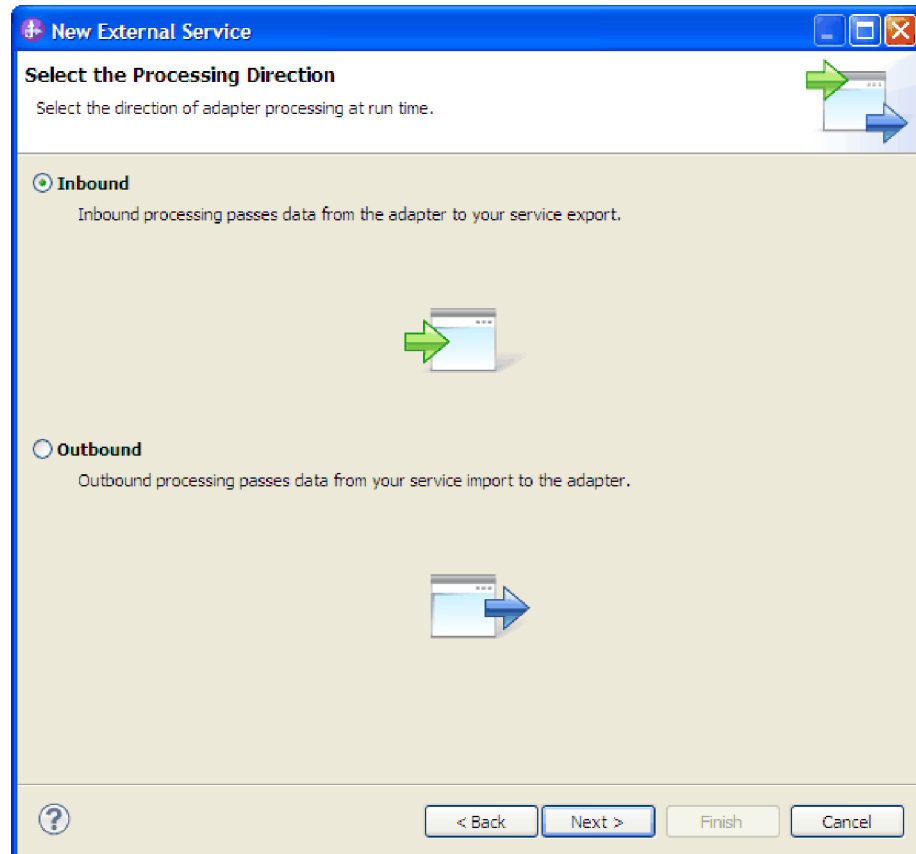 New External Service
Select the Processing Direction
Select the direction of adapter processing at run time.
Inbound
Inbound processing passes data from the adapter to your service export.
Outbound
Outbound processing passes data from your service import to the adapter.
?
< Back
Next >
Finish
Cancel